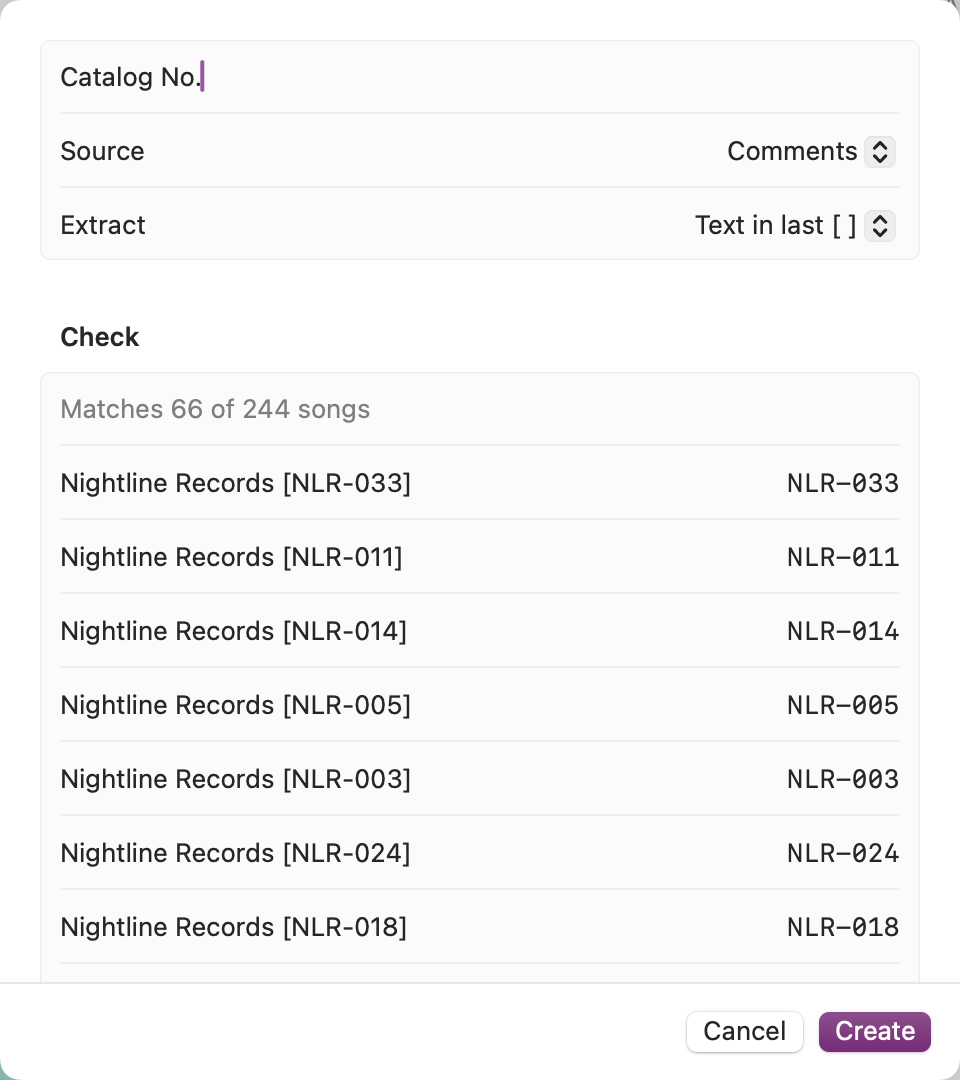 Catalog No.
Source Comments
Extract Text in last [ ]
Check
Matches 66 of 244 songs
Nightline Records [NLR-033] NLR-033
Nightline Records [NLR-011] NLR-011
Nightline Records [NLR-014] NLR-014
Nightline Records [NLR-005] NLR-005
Nightline Records [NLR-003] NLR-003
Nightline Records [NLR-024] NLR-024
Nightline Records [NLR-018] NLR-018
Cancel Create